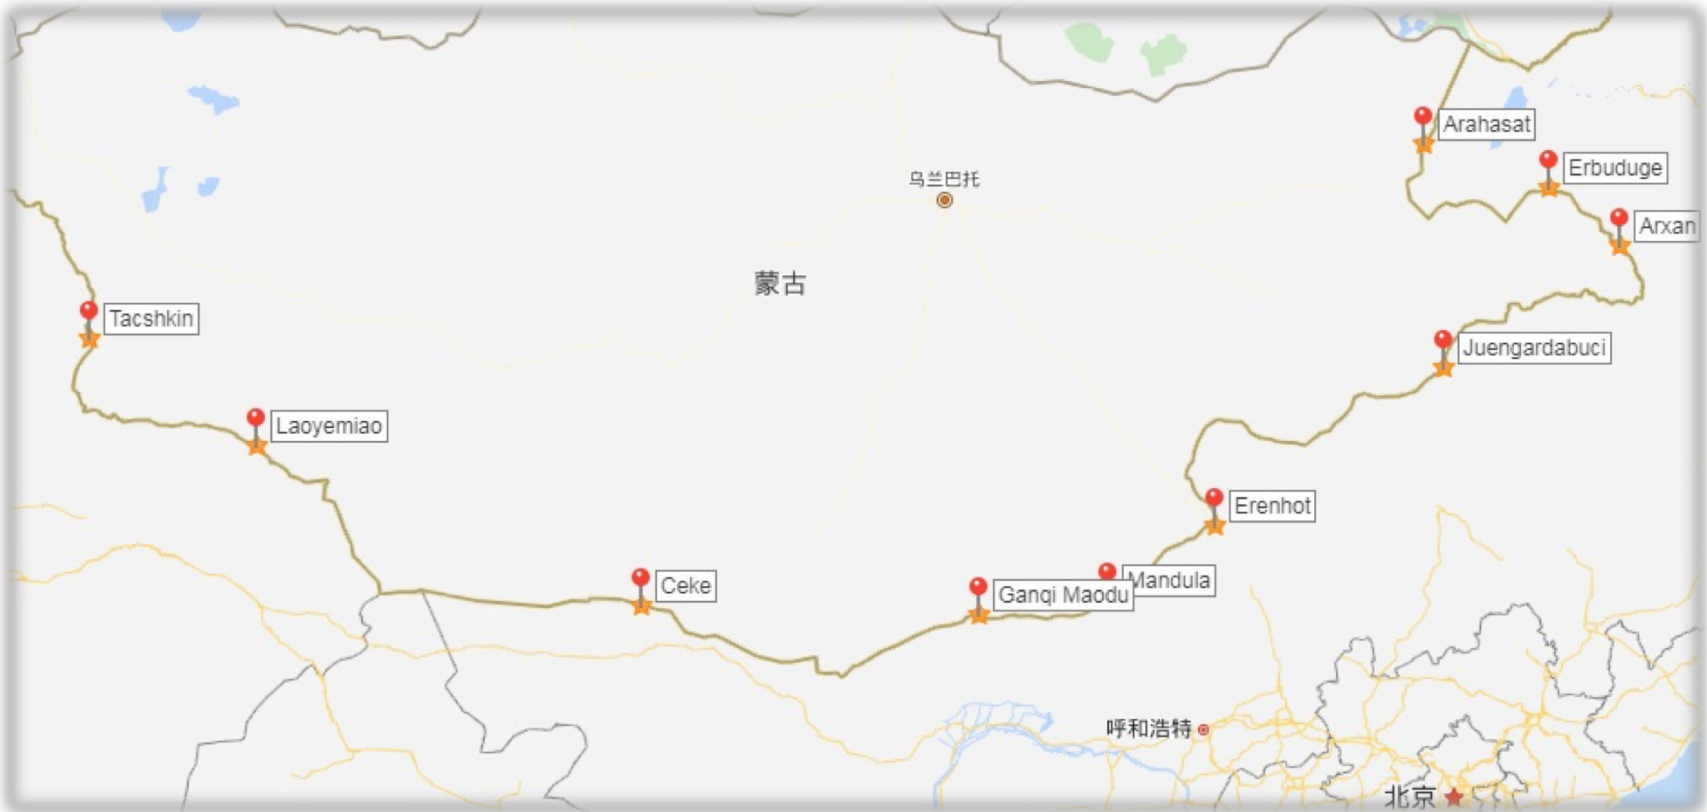 Arahasat
Erbuduge
乌兰巴托
Arxan
蒙古
Tacshkin
Juengardabuci
Laoyemiao
Erenhot
Ceke
Mandula
Ganqi Maodu
呼和浩特
北京